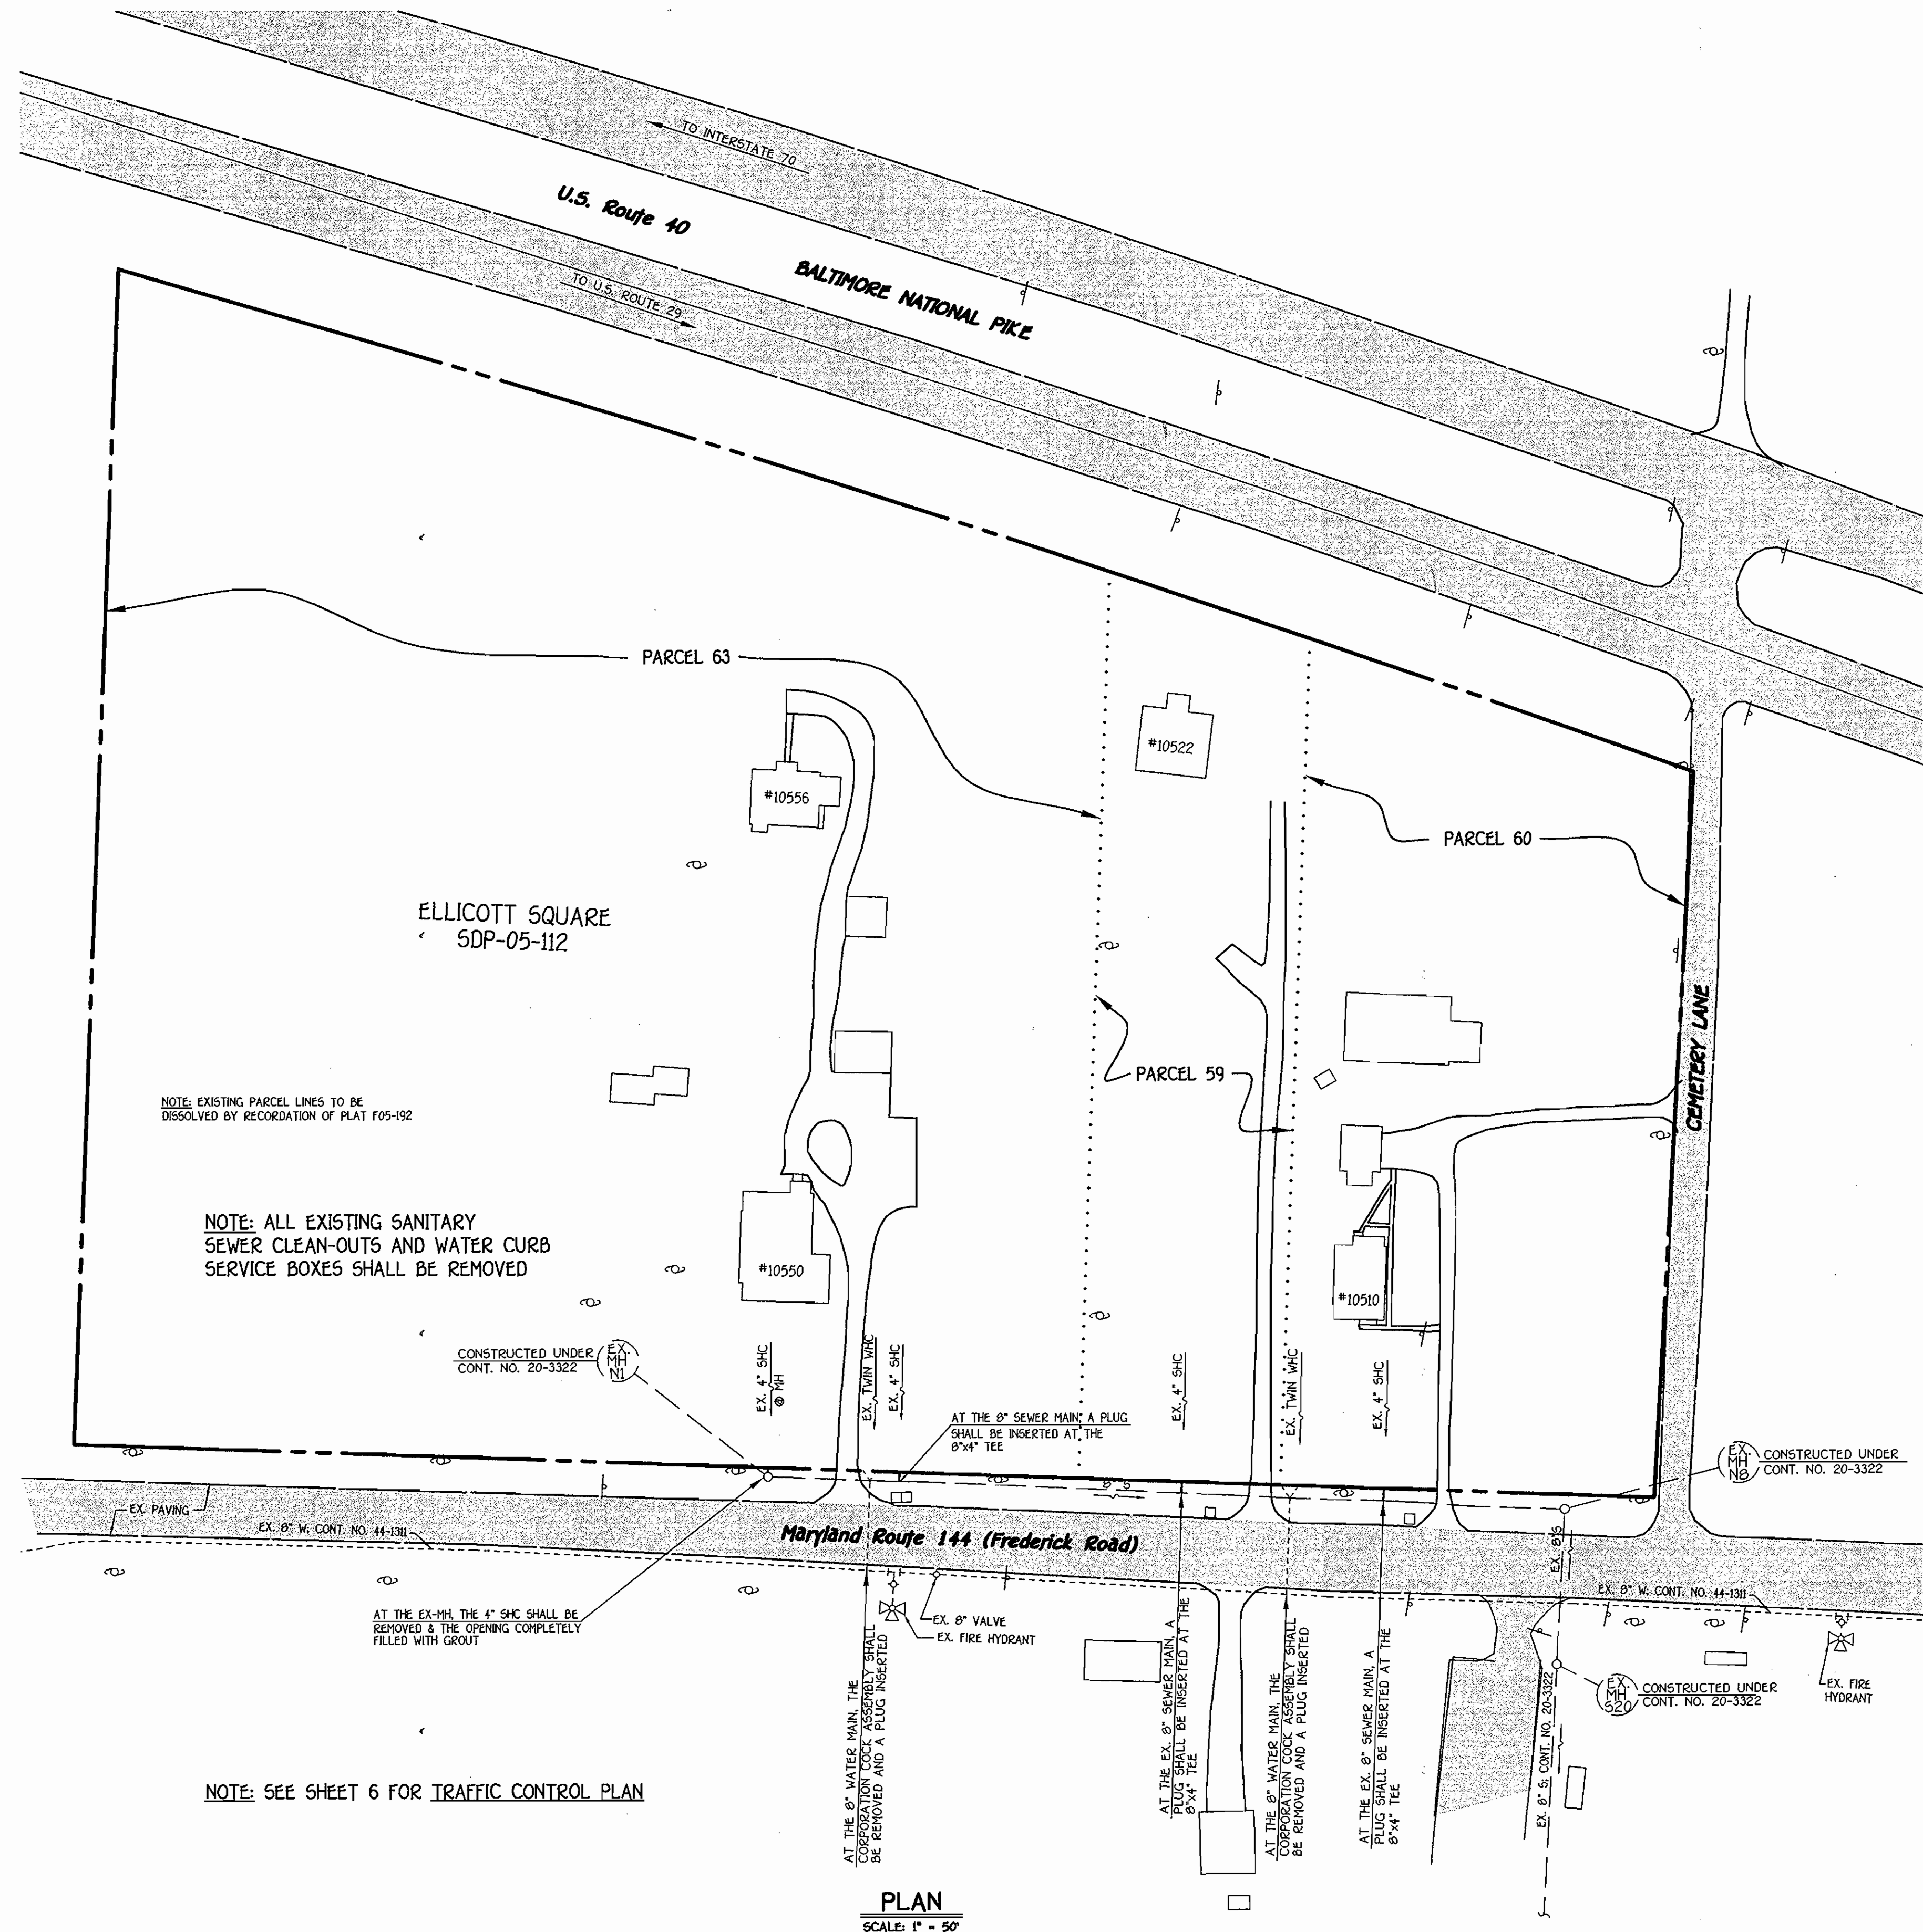 TO INTERSTATE 70
U.S. Route 40
BALTIMORE NATIONAL PIKE
TO U.S. ROUTE 29
PARCEL 63
#10522
#10556
PARCEL 60
ELLICOTT SQUARE
SDP-05-112
CEMETERY LANE
PARCEL 59
NOTE: EXISTING PARCEL LINES TO BE
DISSOLVED BY RECORDATION OF PLAT F05-192
NOTE: ALL EXISTING SANITARY
SEWER CLEAN-OUTS AND WATER CURB
SERVICE BOXES SHALL BE REMOVED
#10550
#10510
CONSTRUCTED UNDER
CONT. NO. 20-3322
EX.
MH
N1
EX. 4" SHC
@ MH
EX. TWIN WHC
EX. 4" SHC
EX. 4" SHC
EX. TWIN WHC
EX. 4" SHC
AT THE 8" SEWER MAIN, A PLUG
SHALL BE INSERTED AT THE
8"x4" TEE
EX.
MH
N8
CONSTRUCTED UNDER
CONT. NO. 20-3322
8" S
EX. PAVING
EX. 8" W; CONT. NO. 44-1311
Maryland Route 144 (Frederick Road)
EX. 8" S
EX. 8" W; CONT. NO. 44-1311
AT THE EX-MH, THE 4" SHC SHALL BE
REMOVED & THE OPENING COMPLETELY
FILLED WITH GROUT
EX. 8" VALVE
EX. FIRE HYDRANT
AT THE 8" WATER MAIN, THE
CORPORATION COCK ASSEMBLY SHALL
BE REMOVED AND A PLUG INSERTED
AT THE EX. 8" SEWER MAIN, A
PLUG SHALL BE INSERTED AT THE
8"x4" TEE
AT THE 8" WATER MAIN, THE
CORPORATION COCK ASSEMBLY SHALL
BE REMOVED AND A PLUG INSERTED
AT THE EX. 8" SEWER MAIN, A
PLUG SHALL BE INSERTED AT THE
8"x4" TEE
EX. 8" S; CONT. NO. 20-3322
EX.
MH
S20
CONSTRUCTED UNDER
CONT. NO. 20-3322
EX. FIRE
HYDRANT
NOTE: SEE SHEET 6 FOR TRAFFIC CONTROL PLAN
PLAN
SCALE: 1" = 50'